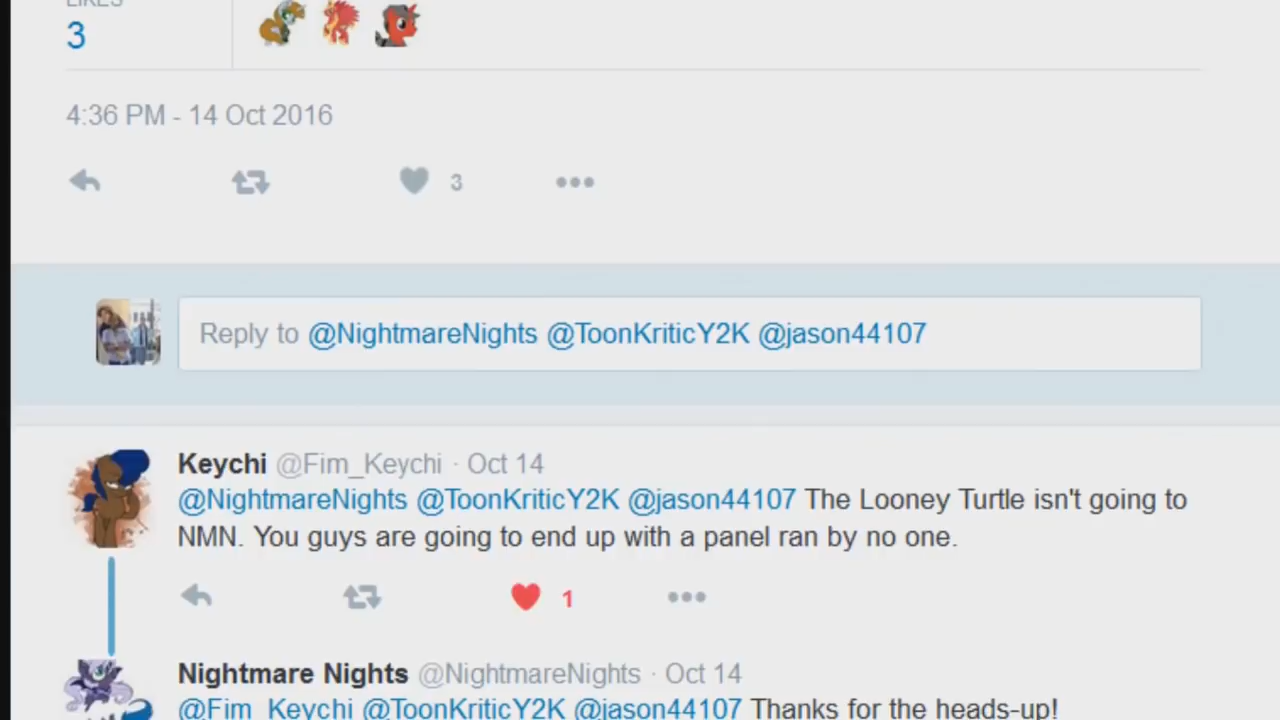 LIKES
3
4:36 PM - 14 Oct 2016
3
Reply to @NightmareNights @ToonKriticY2K @jason44107
Keychi @Fim_Keychi · Oct 14
@NightmareNights @ToonKriticY2K @jason44107 The Looney Turtle isn't going to
NMN. You guys are going to end up with a panel ran by no one.
1
Nightmare Nights @NightmareNights · Oct 14
@Fim_Keychi @ToonKriticY2K @jason44107 Thanks for the heads-up!